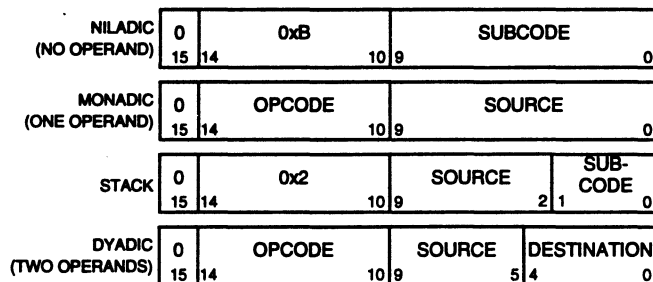 NILADIC
(NO OPERAND)
0 0xB SUBCODE
15 14 10 9 0
MONADIC
(ONE OPERAND)
0 OPCODE SOURCE
15 14 10 9 0
STACK
0 0x2 SOURCE SUB-
CODE
15 14 10 9 2 1 0
DYADIC
(TWO OPERANDS)
0 OPCODE SOURCE DESTINATION
15 14 10 9 5 4 0